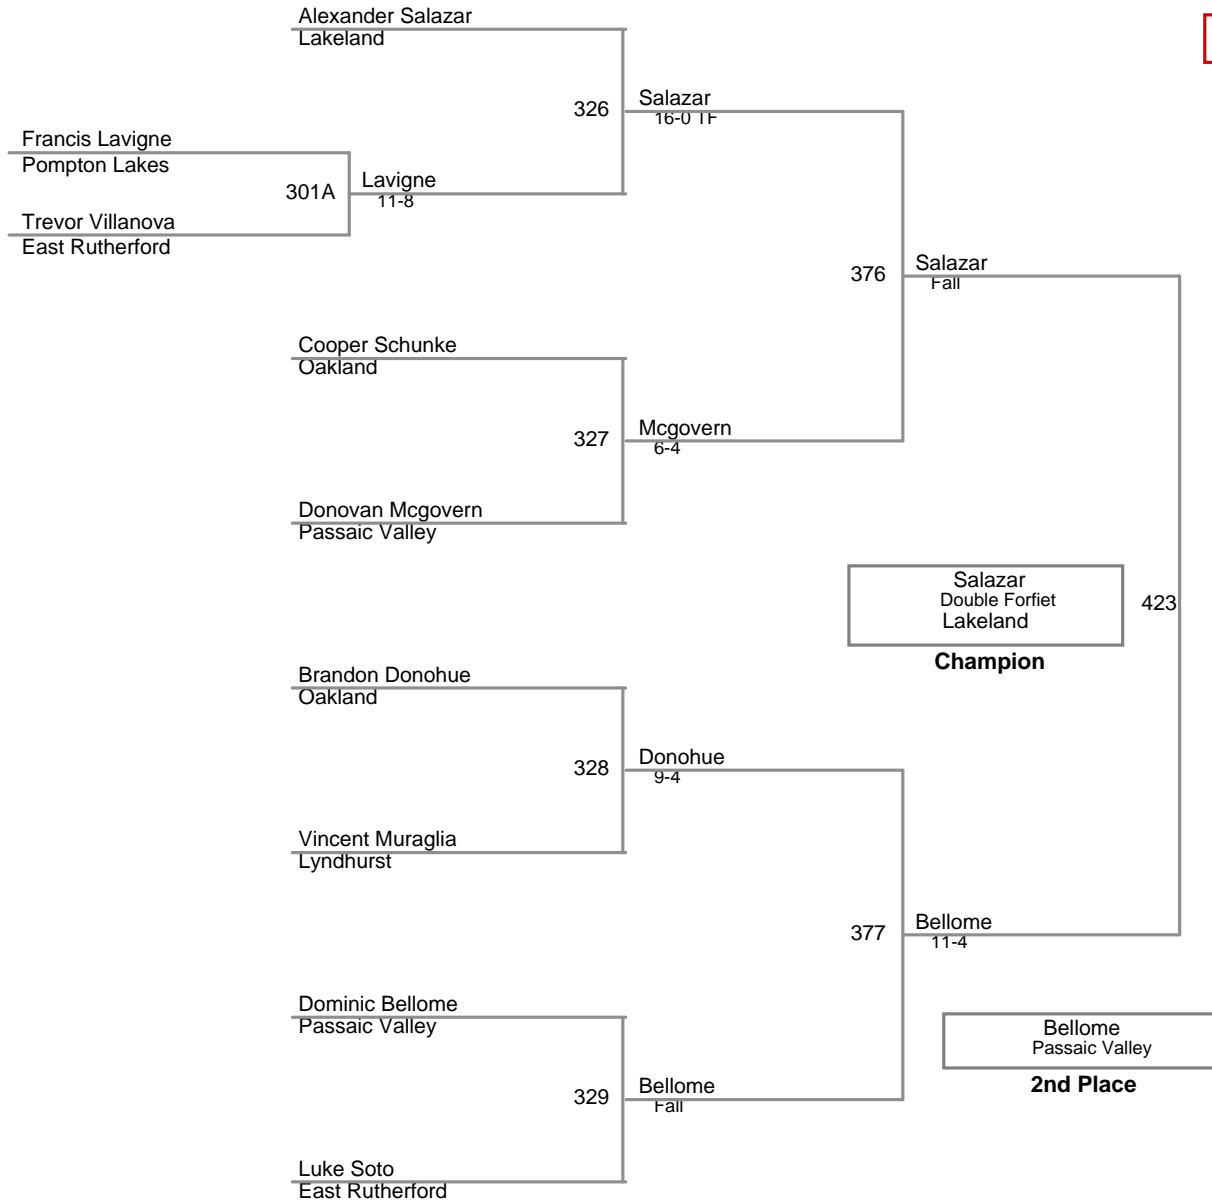 Alexander Salazar
Lakeland
326
Salazar
16-0 TF
Francis Lavigne
Pompton Lakes
301A
Lavigne
11-8
Trevor Villanova
East Rutherford
376
Salazar
Fall
Cooper Schunke
Oakland
327
Mcgovern
6-4
Donovan Mcgovern
Passaic Valley
Salazar
Double Forfiet
Lakeland
423
Champion
Brandon Donohue
Oakland
328
Donohue
9-4
Vincent Muraglia
Lyndhurst
377
Bellome
11-4
Dominic Bellome
Passaic Valley
Bellome
Passaic Valley
2nd Place
329
Bellome
Fall
Luke Soto
East Rutherford